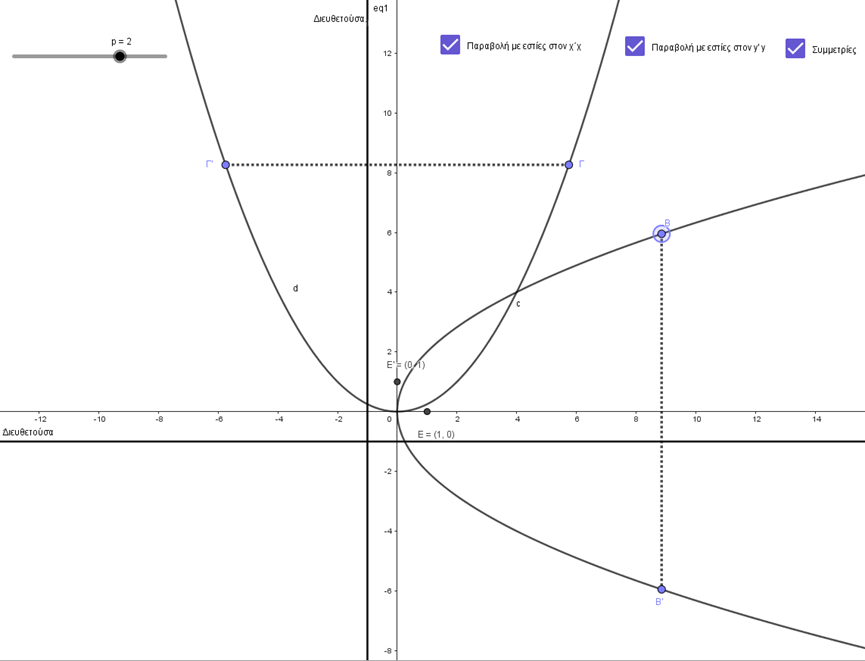 eq1
Διευθετούσα
p = 2
Παραβολή με εστίες στον χ΄χ
Παραβολή με εστίες στον y' y
Συμμετρίες
12
10
Γ'
Γ
8
B
6
d
4
c
2
E' = (0, 1)
-12 -10 -8 -6 -4 -2 0 2 4 6 8 10 12 14
Διευθετούσα
E = (1, 0)
-2
-4
-6
B'
-8